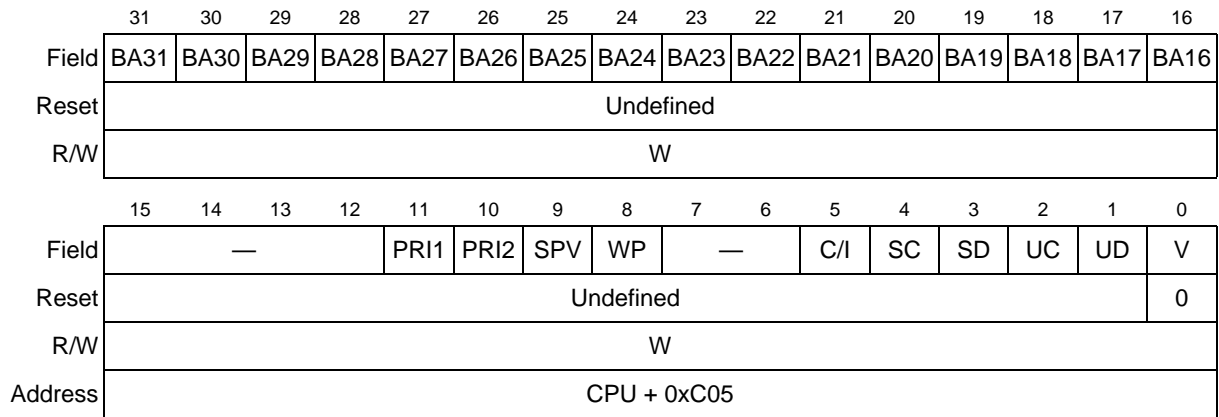 31 30 29 28 27 26 25 24 23 22 21 20 19 18 17 16
Field BA31 BA30 BA29 BA28 BA27 BA26 BA25 BA24 BA23 BA22 BA21 BA20 BA19 BA18 BA17 BA16
Reset Undefined
R/W W
15 14 13 12 11 10 9 8 7 6 5 4 3 2 1 0
Field — PRI1 PRI2 SPV WP — C/I SC SD UC UD V
Reset Undefined 0
R/W W
Address CPU + 0xC05